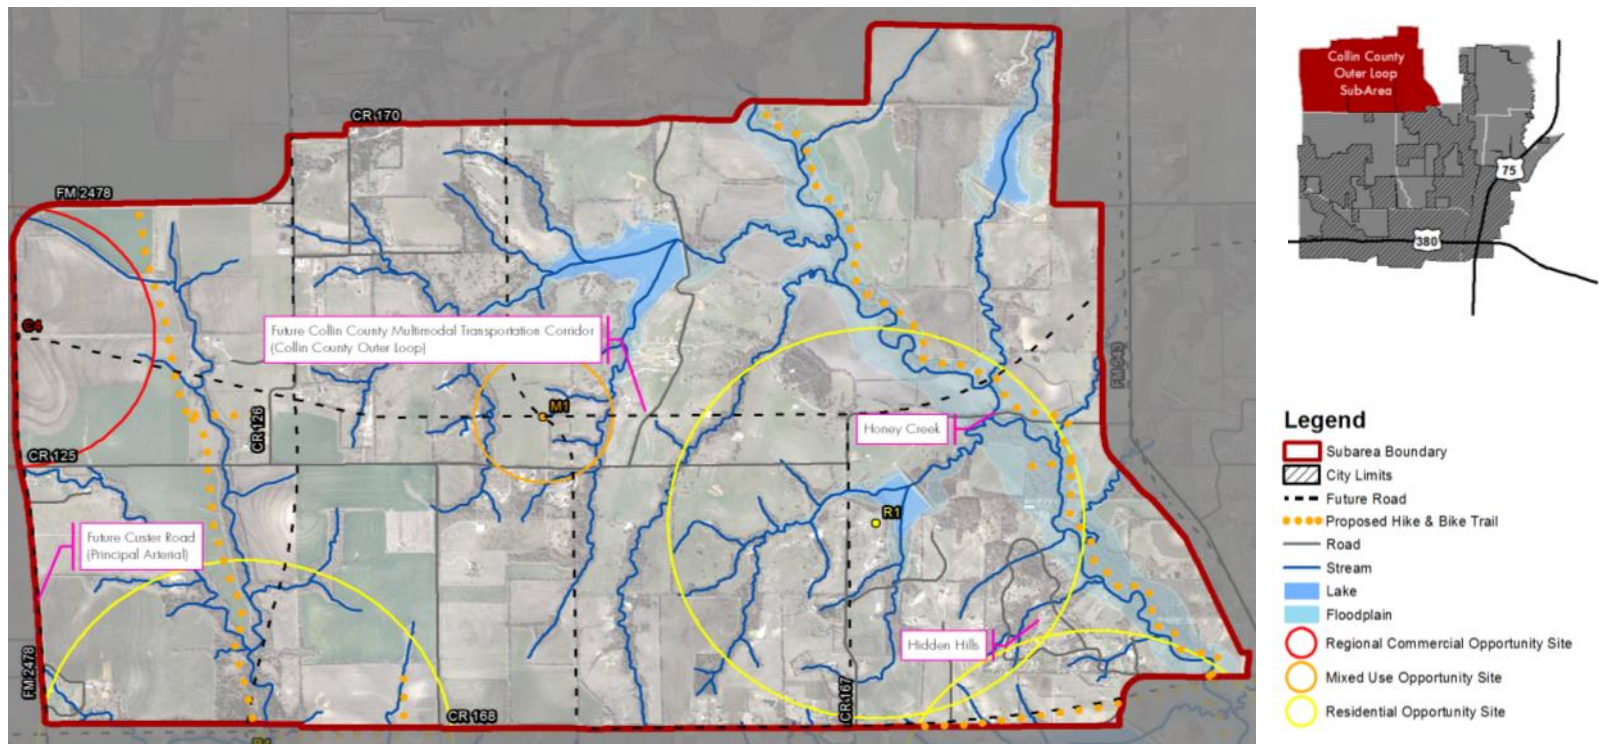 CR 170
FM 2478
C4
Future Collin County Multimodal Transportation Corridor
(Collin County Outer Loop)
M1
CR 126
FM 543
Honey Creek
CR 125
R1
Future Custer Road
(Principal Arterial)
Hidden Hills
FM 2478
CR 167
CR 168
Collin County
Outer Loop
Sub-Area
75
380
Legend
Subarea Boundary
City Limits
Future Road
Proposed Hike & Bike Trail
Road
Stream
Lake
Floodplain
Regional Commercial Opportunity Site
Mixed Use Opportunity Site
Residential Opportunity Site